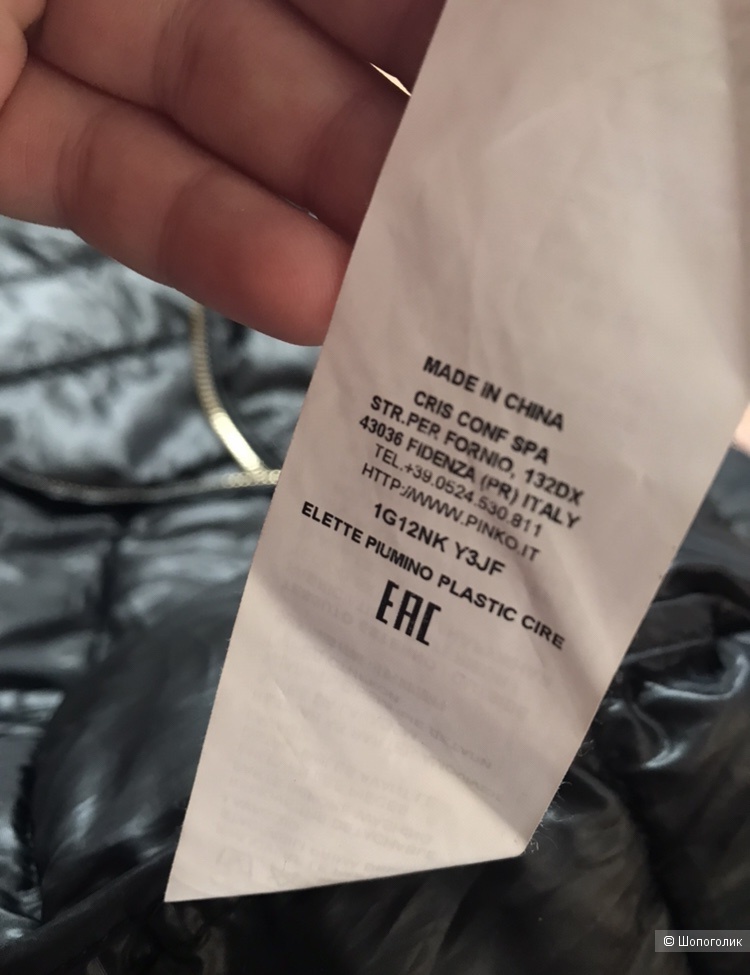 MADE IN CHINA
CRIS CONF SPA
STR.PER FORNIO, 132DX
43036 FIDENZA (PR) ITALY
TEL.+39.0524.530.811
HTTP://WWW.PINKO.IT
1G12NK Y3JF
ELETTE PIUMINO PLASTIC CIRE
EAC
© Шопоголик